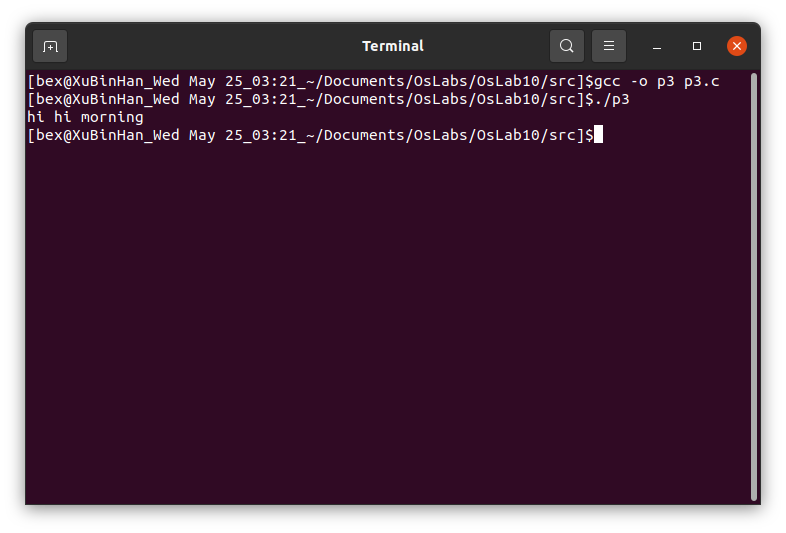 Terminal
[bex@XuBinHan_Wed May 25_03:21_~/Documents/OsLabs/OsLab10/src]$gcc -o p3 p3.c
[bex@XuBinHan_Wed May 25_03:21_~/Documents/OsLabs/OsLab10/src]$./p3
hi hi morning
[bex@XuBinHan_Wed May 25_03:21_~/Documents/OsLabs/OsLab10/src]$